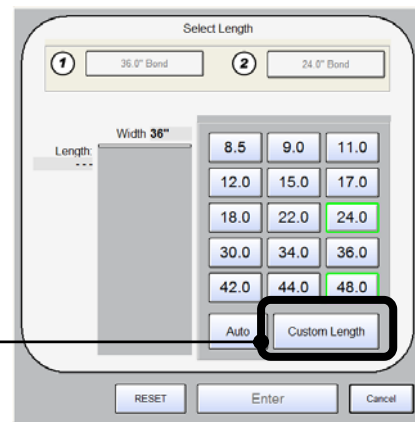 Select Length
1 36.0" Bond 2 24.0" Bond
Width 36"
Length:
---
8.5 9.0 11.0
12.0 15.0 17.0
18.0 22.0 24.0
30.0 34.0 36.0
42.0 44.0 48.0
Auto Custom Length
RESET Enter Cancel